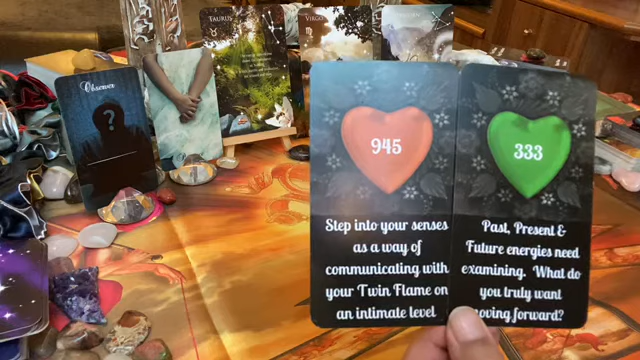 Observer
?
TAURUS
VIRGO
945
Step into your senses
as a way of
communicating with
your Twin Flame on
an intimate level
333
Past, Present &
Future energies need
examining. What do
you truly want
moving forward?